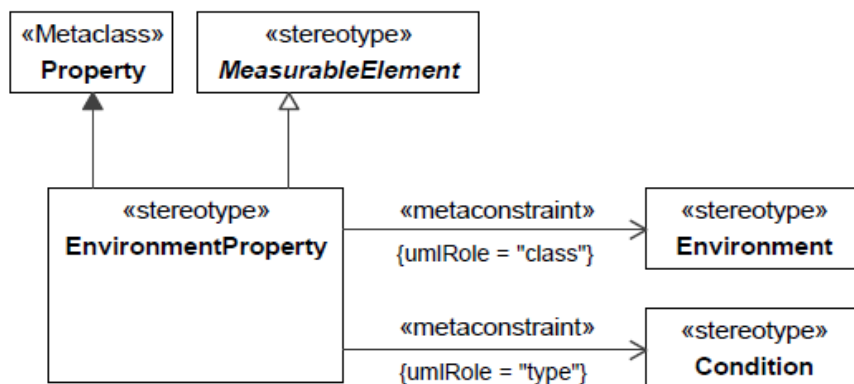 «Metaclass»
Property
«stereotype»
MeasurableElement
«stereotype»
EnvironmentProperty
«metaconstraint»
{umlRole = "class"}
«stereotype»
Environment
«metaconstraint»
{umlRole = "type"}
«stereotype»
Condition